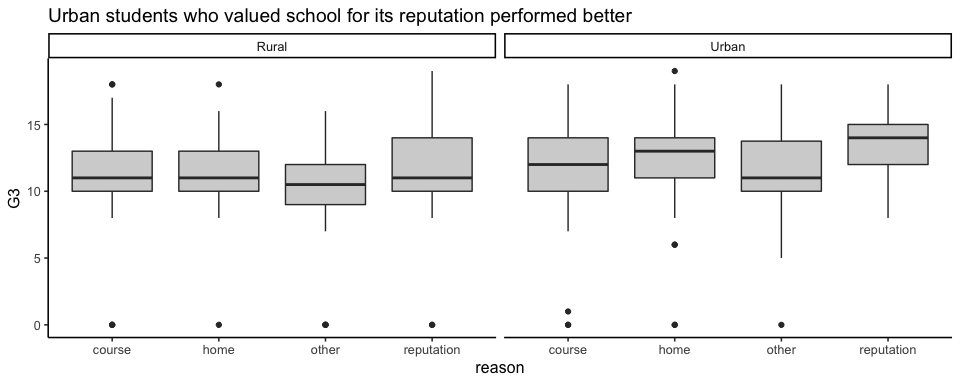 Urban students who valued school for its reputation performed better
Rural Urban
15
10
5
0
G3
course home other reputation course home other reputation
reason